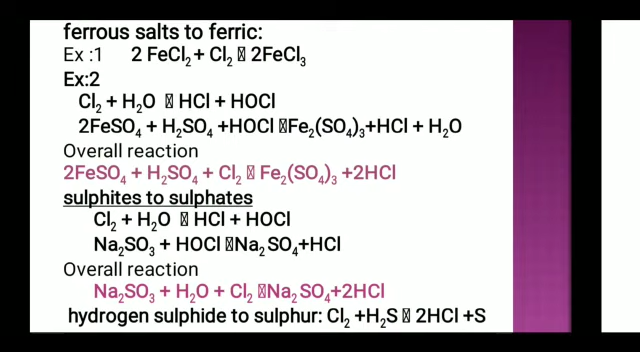 ferrous salts to ferric:
Ex :1 2 FeCl₂ + Cl₂ ▯ 2FeCl₃
Ex:2
Cl₂ + H₂O ▯ HCl + HOCl
2FeSO₄ + H₂SO₄ +HOCl ▯Fe₂(SO₄)₃+HCl + H₂O
Overall reaction
2FeSO₄ + H₂SO₄ + Cl₂ ▯ Fe₂(SO₄)₃ +2HCl
sulphites to sulphates
Cl₂ + H₂O ▯ HCl + HOCl
Na₂SO₃ + HOCl ▯Na₂ SO₄+HCl
Overall reaction
Na₂SO₃ + H₂O + Cl₂ ▯Na₂ SO₄+2HCl
hydrogen sulphide to sulphur: Cl₂ +H₂S ▯ 2HCl +S